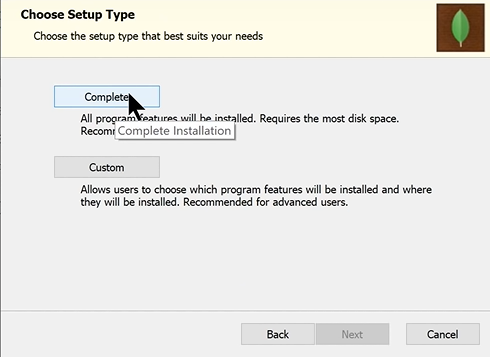 Choose Setup Type
Choose the setup type that best suits your needs
Complete
All program features will be installed. Requires the most disk space.
Recom
Complete Installation
Custom
Allows users to choose which program features will be installed and where
they will be installed. Recommended for advanced users.
Back
Next
Cancel